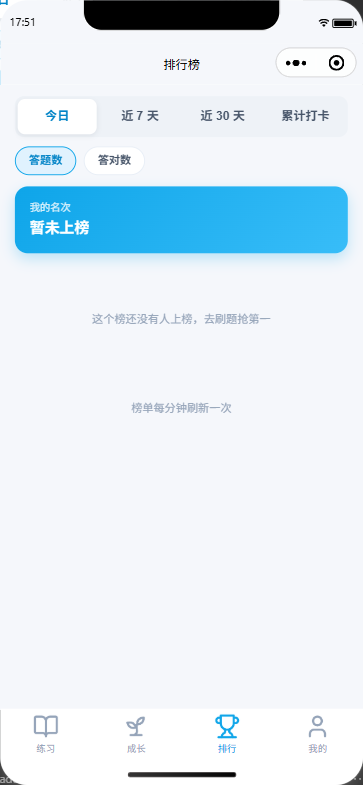 17:51
排行榜
今日 近 7 天 近 30 天 累计打卡
答题数 答对数
我的名次
暂未上榜
这个榜还没有人上榜，去刷题抢第一
榜单每分钟刷新一次
练习 成长 排行 我的